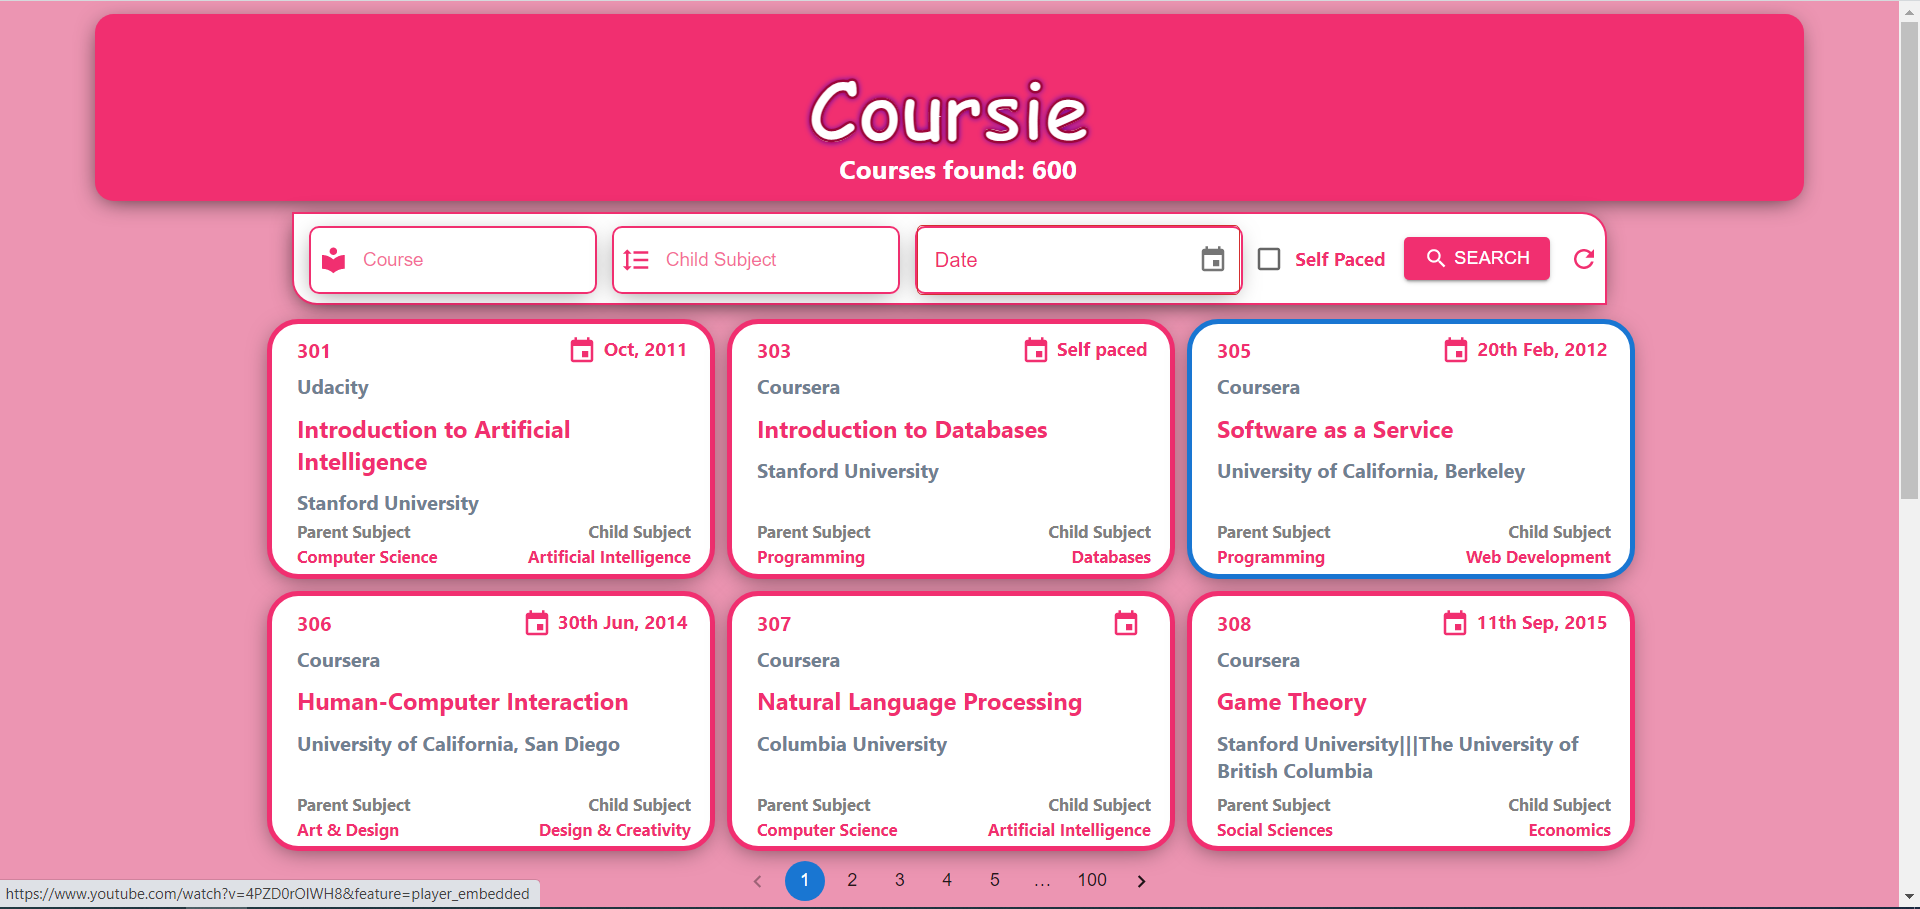 Coursie
Courses found: 600
Course
Child Subject
Date
Self Paced
SEARCH
301
Oct, 2011
Udacity
Introduction to Artificial
Intelligence
Stanford University
Parent Subject
Child Subject
Computer Science
Artificial Intelligence
303
Self paced
Coursera
Introduction to Databases
Stanford University
Parent Subject
Child Subject
Programming
Databases
305
20th Feb, 2012
Coursera
Software as a Service
University of California, Berkeley
Parent Subject
Child Subject
Programming
Web Development
306
30th Jun, 2014
Coursera
Human-Computer Interaction
University of California, San Diego
Parent Subject
Child Subject
Art & Design
Design & Creativity
307
Coursera
Natural Language Processing
Columbia University
Parent Subject
Child Subject
Computer Science
Artificial Intelligence
308
11th Sep, 2015
Coursera
Game Theory
Stanford University|||The University of
British Columbia
Parent Subject
Child Subject
Social Sciences
Economics
1 2 3 4 5 … 100
https://www.youtube.com/watch?v=4PZD0rOIWH8&feature=player_embedded